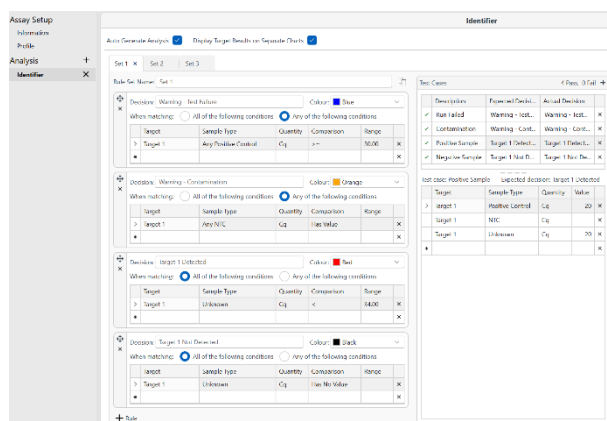 Assay Setup
Information
Profile
Analysis +
Identifier ✕
Identifier
Auto Generate Analysis Display Target Results on Separate Charts
Set 1 × Set 2 Set 3
Rule Set Name: Set 1
Decision: Warning - Test Failure Colour: Blue
When matching: All of the following conditions Any of the following conditions
Target Sample Type Quantity Comparison Range
Target 1 Any Positive Control Cq >= 30.00
Decision: Warning - Contamination Colour: Orange
When matching: All of the following conditions Any of the following conditions
Target Sample Type Quantity Comparison Range
Target 1 Any NTC Cq Has Value
Decision: Target 1 Detected Colour: Red
When matching: All of the following conditions Any of the following conditions
Target Sample Type Quantity Comparison Range
Target 1 Unknown Cq < 34.00
Decision: Target 1 Not Detected Colour: Black
When matching: All of the following conditions Any of the following conditions
Target Sample Type Quantity Comparison Range
Target 1 Unknown Cq Has No Value
+ Rule
Test Cases 4 Pass, 0 Fail +
Description Expected Decisi... Actual Decision
Run Failed Warning - Test... Warning - Test...
Contamination Warning - Cont... Warning - Cont...
Positive Sample Target 1 Detect... Target 1 Detect...
Negative Sample Target 1 Not D... Target 1 Not De...
Test case: Positive Sample Expected decision: Target 1 Detected
Target Sample Type Quantity Value
Target 1 Positive Control Cq 20
Target 1 NTC Cq
Target 1 Unknown Cq 20